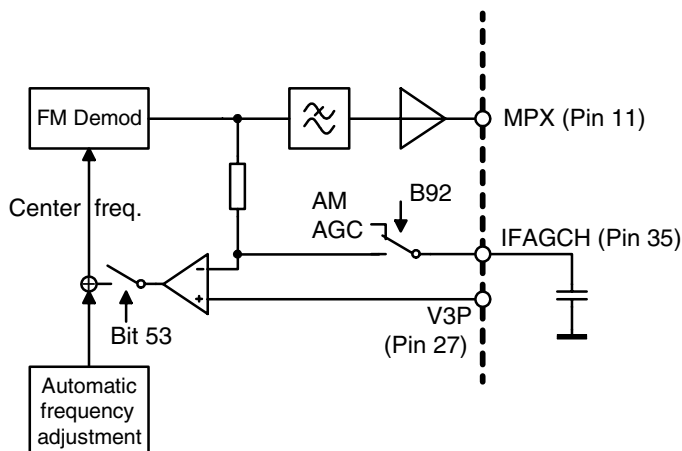 FM Demod
MPX (Pin 11)
Center freq.
AM
AGC
B92
IFAGCH (Pin 35)
−
+
Bit 53
V3P
(Pin 27)
Automatic
frequency
adjustment